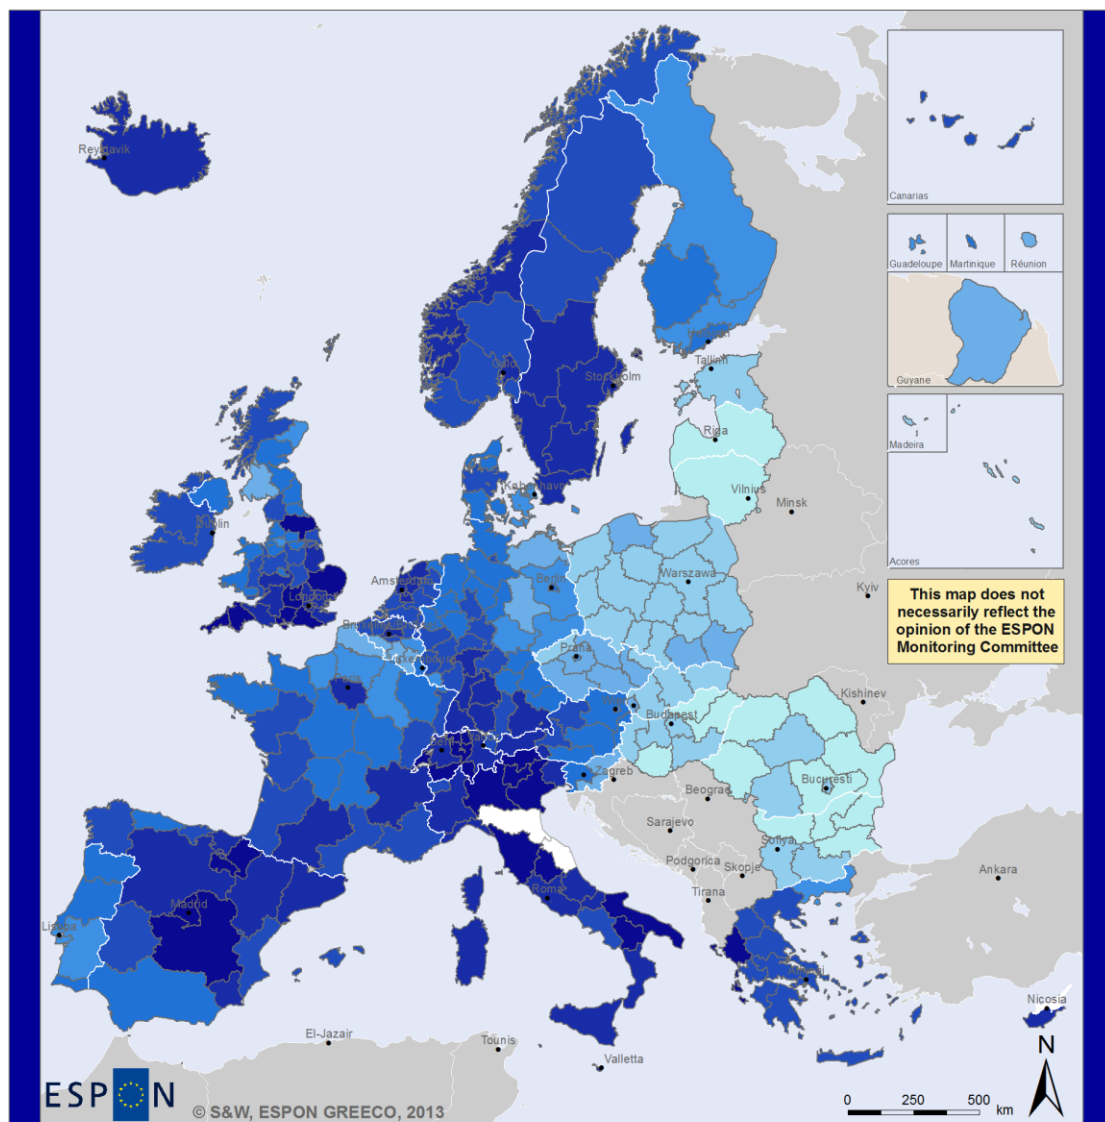 Canarias
Reykjavik
Guadeloupe
Martinique
Réunion
Guyane
Oslo
Stockholm
Tallinn
Riga
Madeira
København
Vilnius
Minsk
Dublin
Acores
Amsterdam
Berlin
Warszawa
London
Kyiv
This map does not
necessarily reflect the
opinion of the ESPON
Monitoring Committee
Praha
Paris
Kishinev
Budapest
Bern
Zagreb
Bucuresti
Beograd
Sarajevo
Sofiya
Podgorica
Skopje
Roma
Ankara
Tirana
Madrid
Lisboa
Nicosia
El-Jazair
Tounis
Valletta
N
ESPON
© S&W, ESPON GREECO, 2013
0 250 500
km